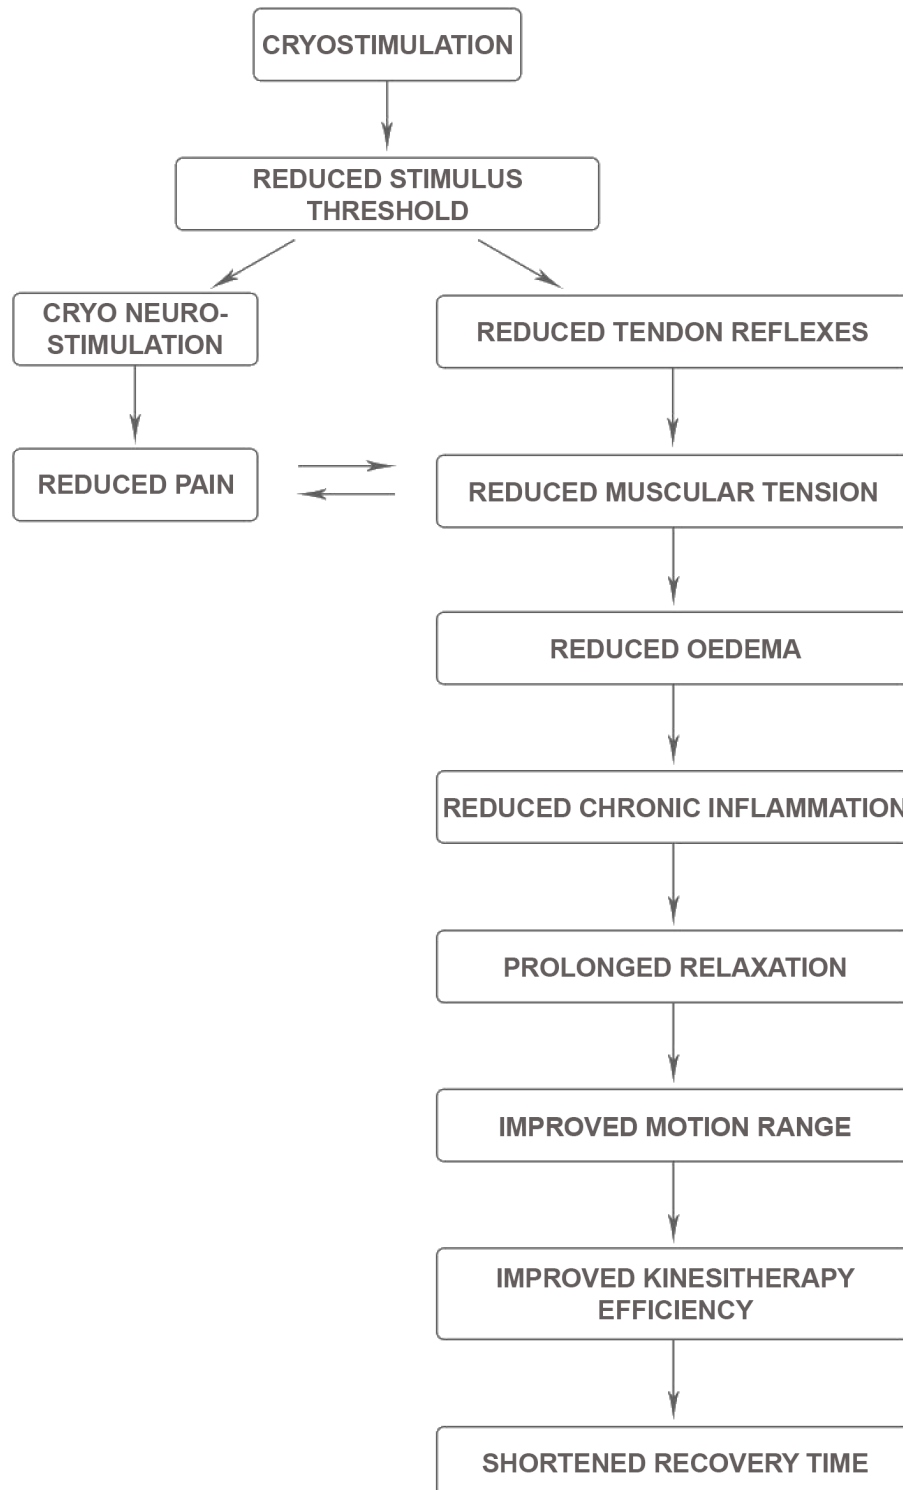 CRYOSTIMULATION
REDUCED STIMULUS
THRESHOLD
CRYO NEURO-
STIMULATION
REDUCED TENDON REFLEXES
REDUCED PAIN
REDUCED MUSCULAR TENSION
REDUCED OEDEMA
REDUCED CHRONIC INFLAMMATION
PROLONGED RELAXATION
IMPROVED MOTION RANGE
IMPROVED KINESITHERAPY
EFFICIENCY
SHORTENED RECOVERY TIME